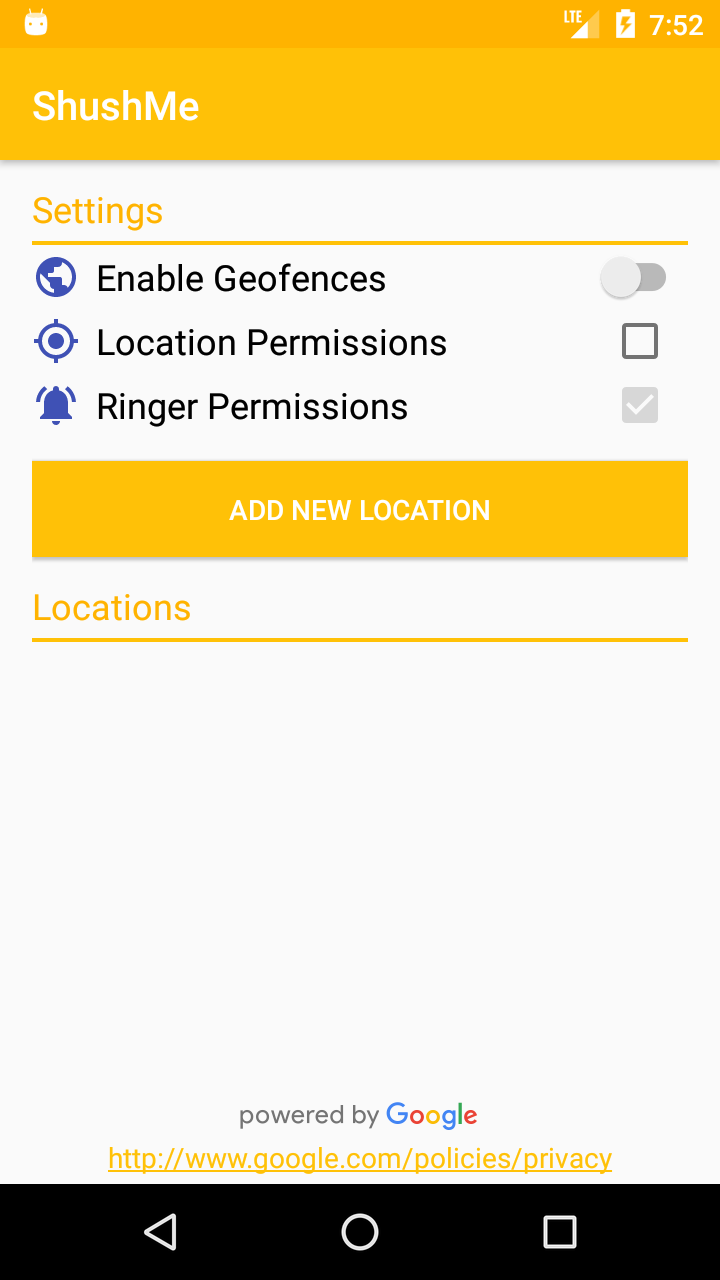 LTE 7:52
ShushMe
Settings
Enable Geofences
Location Permissions
Ringer Permissions
ADD NEW LOCATION
Locations
powered by Google
http://www.google.com/policies/privacy